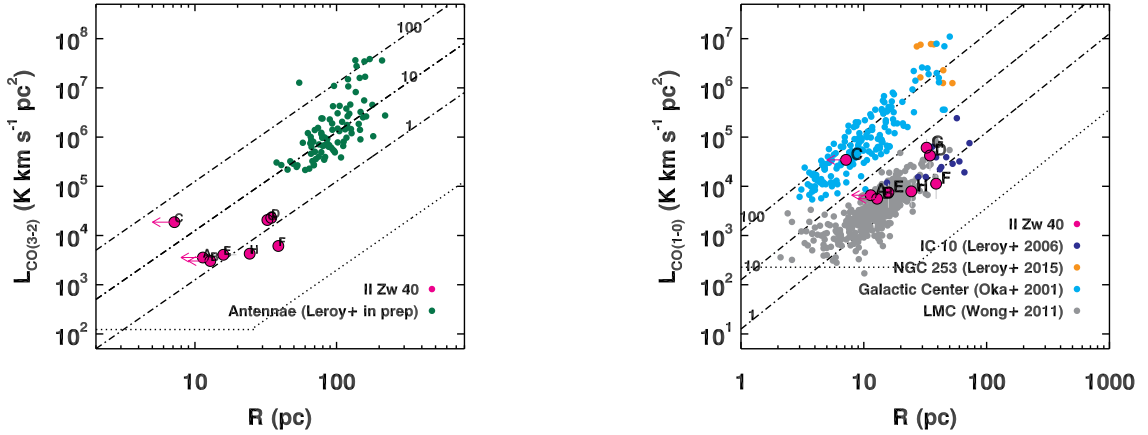 10⁸
10⁷
10⁶
10⁵
10⁴
10³
10²
L_CO(3-2) (K km s⁻¹ pc²)
100
10
1
C
D
A
B
E
H
F
II Zw 40
Antennae (Leroy+ in prep)
10
100
R (pc)
10⁷
10⁶
10⁵
10⁴
10³
10²
10¹
L_CO(1-0) (K km s⁻¹ pc²)
100
10
1
C
G
D
A
B
E
H
F
II Zw 40
IC 10 (Leroy+ 2006)
NGC 253 (Leroy+ 2015)
Galactic Center (Oka+ 2001)
LMC (Wong+ 2011)
1
10
100
1000
R (pc)